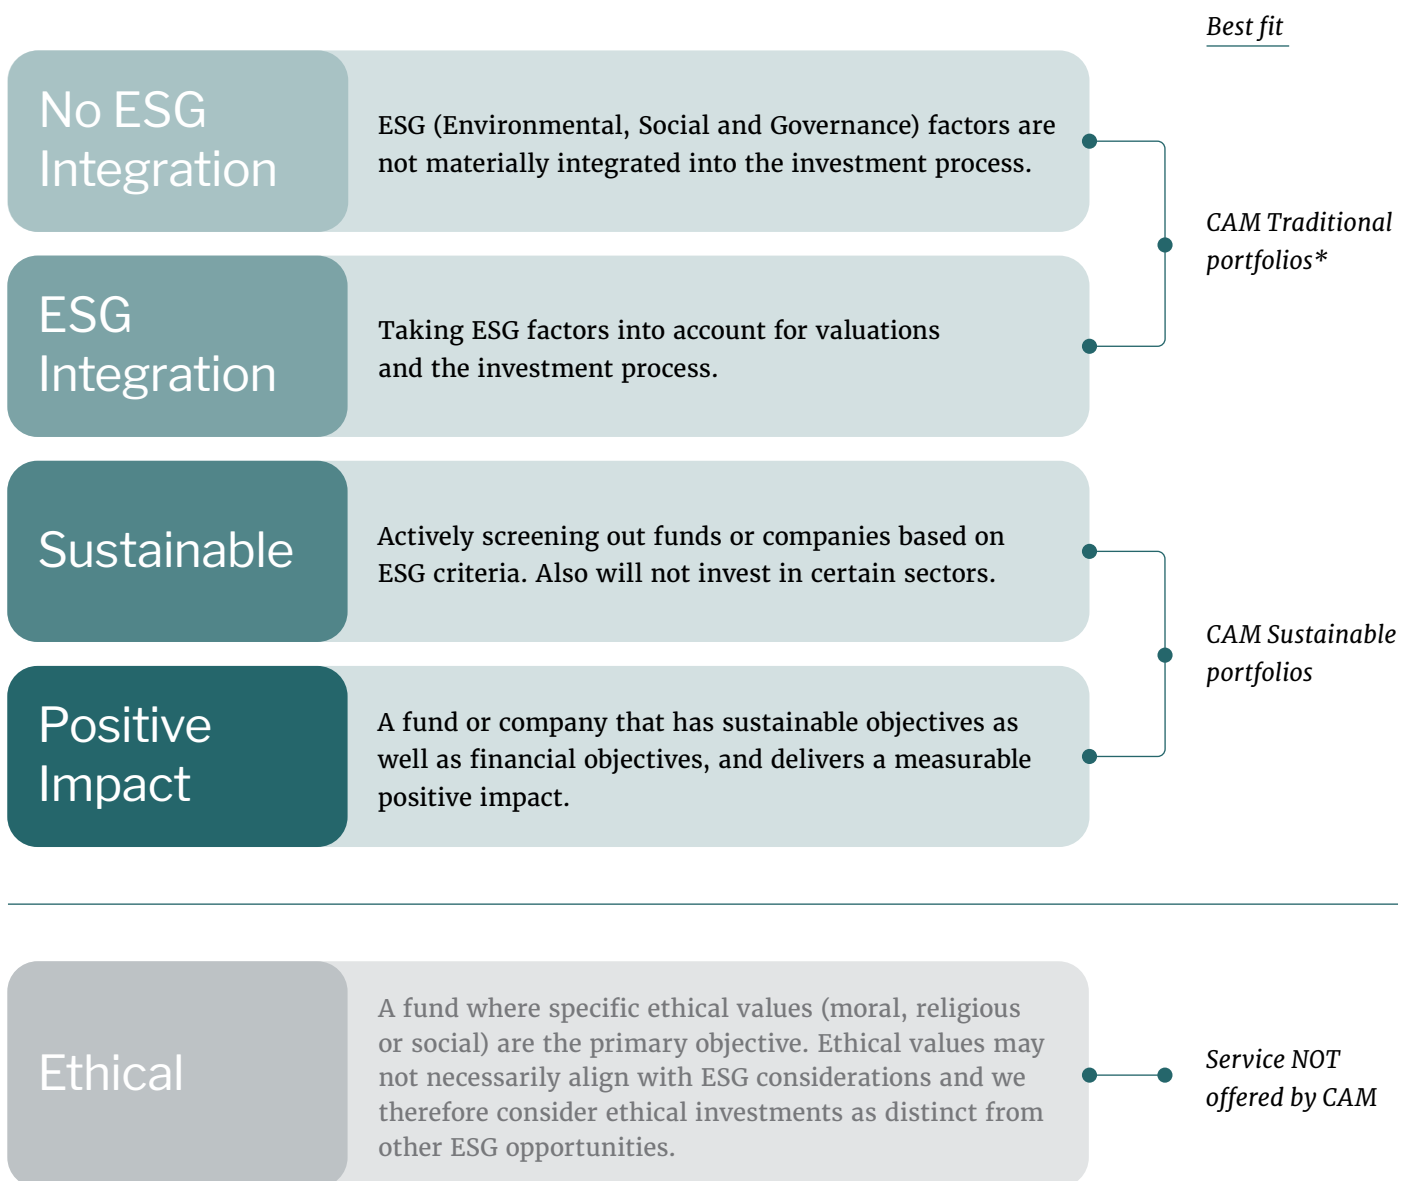 Best fit
No ESG
Integration
ESG (Environmental, Social and Governance) factors are
not materially integrated into the investment process.
CAM Traditional
portfolios*
ESG
Integration
Taking ESG factors into account for valuations
and the investment process.
Sustainable
Actively screening out funds or companies based on
ESG criteria. Also will not invest in certain sectors.
CAM Sustainable
portfolios
Positive
Impact
A fund or company that has sustainable objectives as
well as financial objectives, and delivers a measurable
positive impact.
Ethical
A fund where specific ethical values (moral, religious
or social) are the primary objective. Ethical values may
not necessarily align with ESG considerations and we
therefore consider ethical investments as distinct from
other ESG opportunities.
Service NOT
offered by CAM